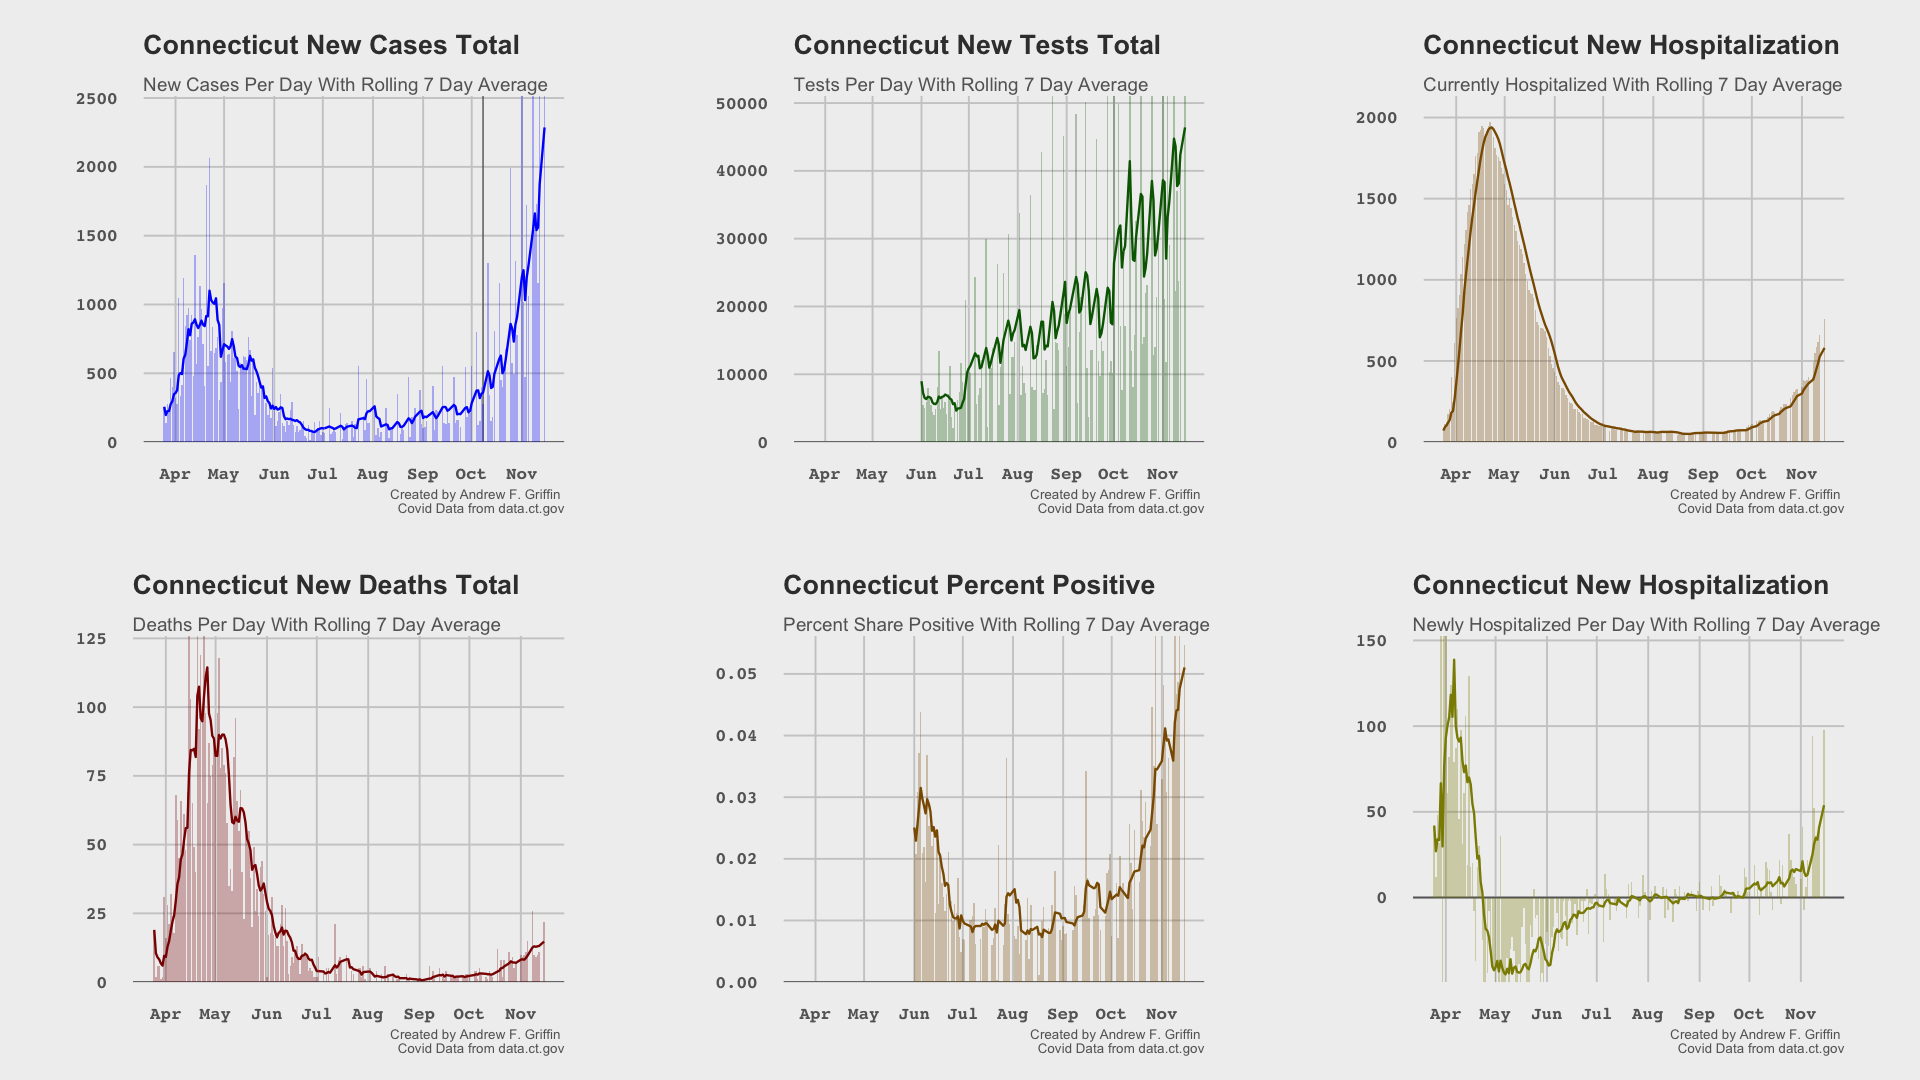 Connecticut New Cases Total
New Cases Per Day With Rolling 7 Day Average
2500
2000
1500
1000
500
0
Apr May Jun Jul Aug Sep Oct Nov
Created by Andrew F. Griffin
Covid Data from data.ct.gov
Connecticut New Tests Total
Tests Per Day With Rolling 7 Day Average
50000
40000
30000
20000
10000
0
Apr May Jun Jul Aug Sep Oct Nov
Created by Andrew F. Griffin
Covid Data from data.ct.gov
Connecticut New Hospitalization
Currently Hospitalized With Rolling 7 Day Average
2000
1500
1000
500
0
Apr May Jun Jul Aug Sep Oct Nov
Created by Andrew F. Griffin
Covid Data from data.ct.gov
Connecticut New Deaths Total
Deaths Per Day With Rolling 7 Day Average
125
100
75
50
25
0
Apr May Jun Jul Aug Sep Oct Nov
Created by Andrew F. Griffin
Covid Data from data.ct.gov
Connecticut Percent Positive
Percent Share Positive With Rolling 7 Day Average
0.05
0.04
0.03
0.02
0.01
0.00
Apr May Jun Jul Aug Sep Oct Nov
Created by Andrew F. Griffin
Covid Data from data.ct.gov
Connecticut New Hospitalization
Newly Hospitalized Per Day With Rolling 7 Day Average
150
100
50
0
Apr May Jun Jul Aug Sep Oct Nov
Created by Andrew F. Griffin
Covid Data from data.ct.gov